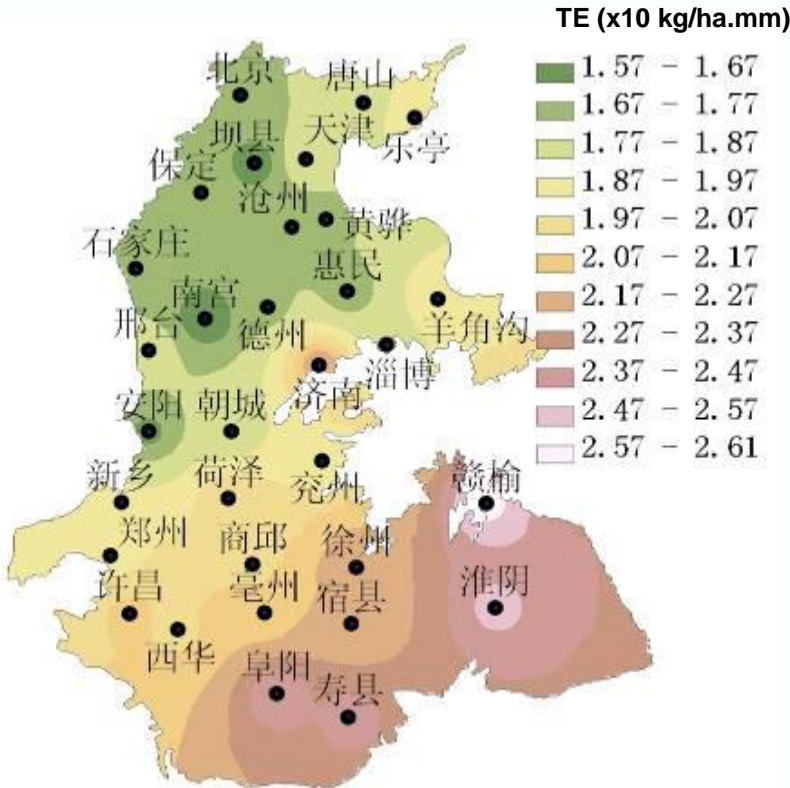 TE (x10 kg/ha.mm)
1.57 - 1.67
1.67 - 1.77
1.77 - 1.87
1.87 - 1.97
1.97 - 2.07
2.07 - 2.17
2.17 - 2.27
2.27 - 2.37
2.37 - 2.47
2.47 - 2.57
2.57 - 2.61
北京
唐山
坝县
天津
乐亭
保定
沧州
黄骅
石家庄
惠民
南宫
邢台
德州
羊角沟
济南
淄博
安阳
朝城
新乡
荷泽
兖州
赣榆
郑州
商邱
徐州
许昌
亳州
宿县
淮阴
西华
阜阳
寿县